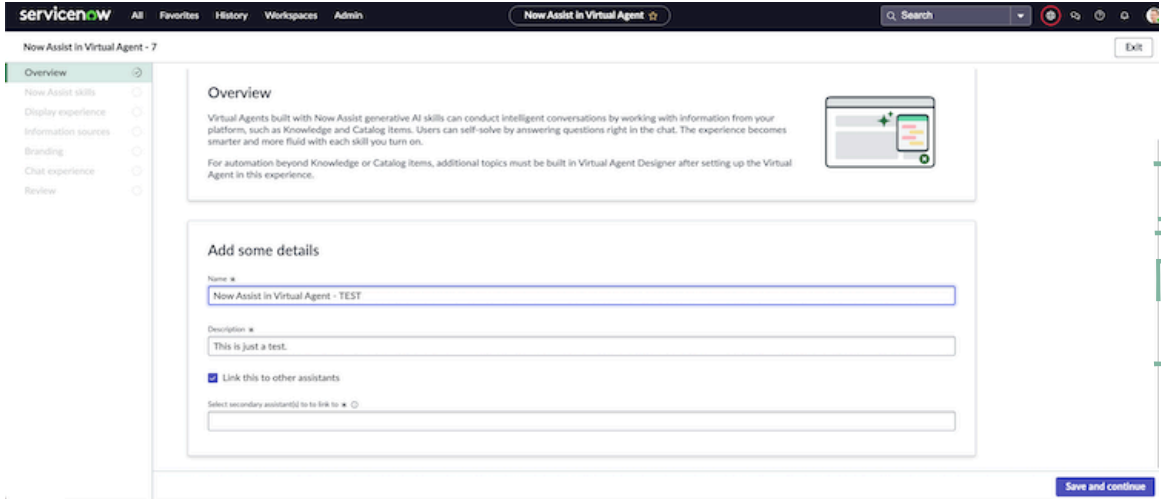 servicenow All Favorites History Workspaces Admin Now Assist in Virtual Agent Search
Now Assist in Virtual Agent - 7 Exit
Overview
Now Assist skills
Display experience
Information sources
Branding
Chat experience
Review
Overview
Virtual Agents built with Now Assist generative AI skills can conduct intelligent conversations by working with information from your
platform, such as Knowledge and Catalog items. Users can self-solve by answering questions right in the chat. The experience becomes
smarter and more fluid with each skill you turn on.
For automation beyond Knowledge or Catalog items, additional topics must be built in Virtual Agent Designer after setting up the Virtual
Agent in this experience.
Add some details
Name *
Now Assist in Virtual Agent - TEST
Description *
This is just a test.
Link this to other assistants
Select secondary assistant(s) to to link to *
Save and continue